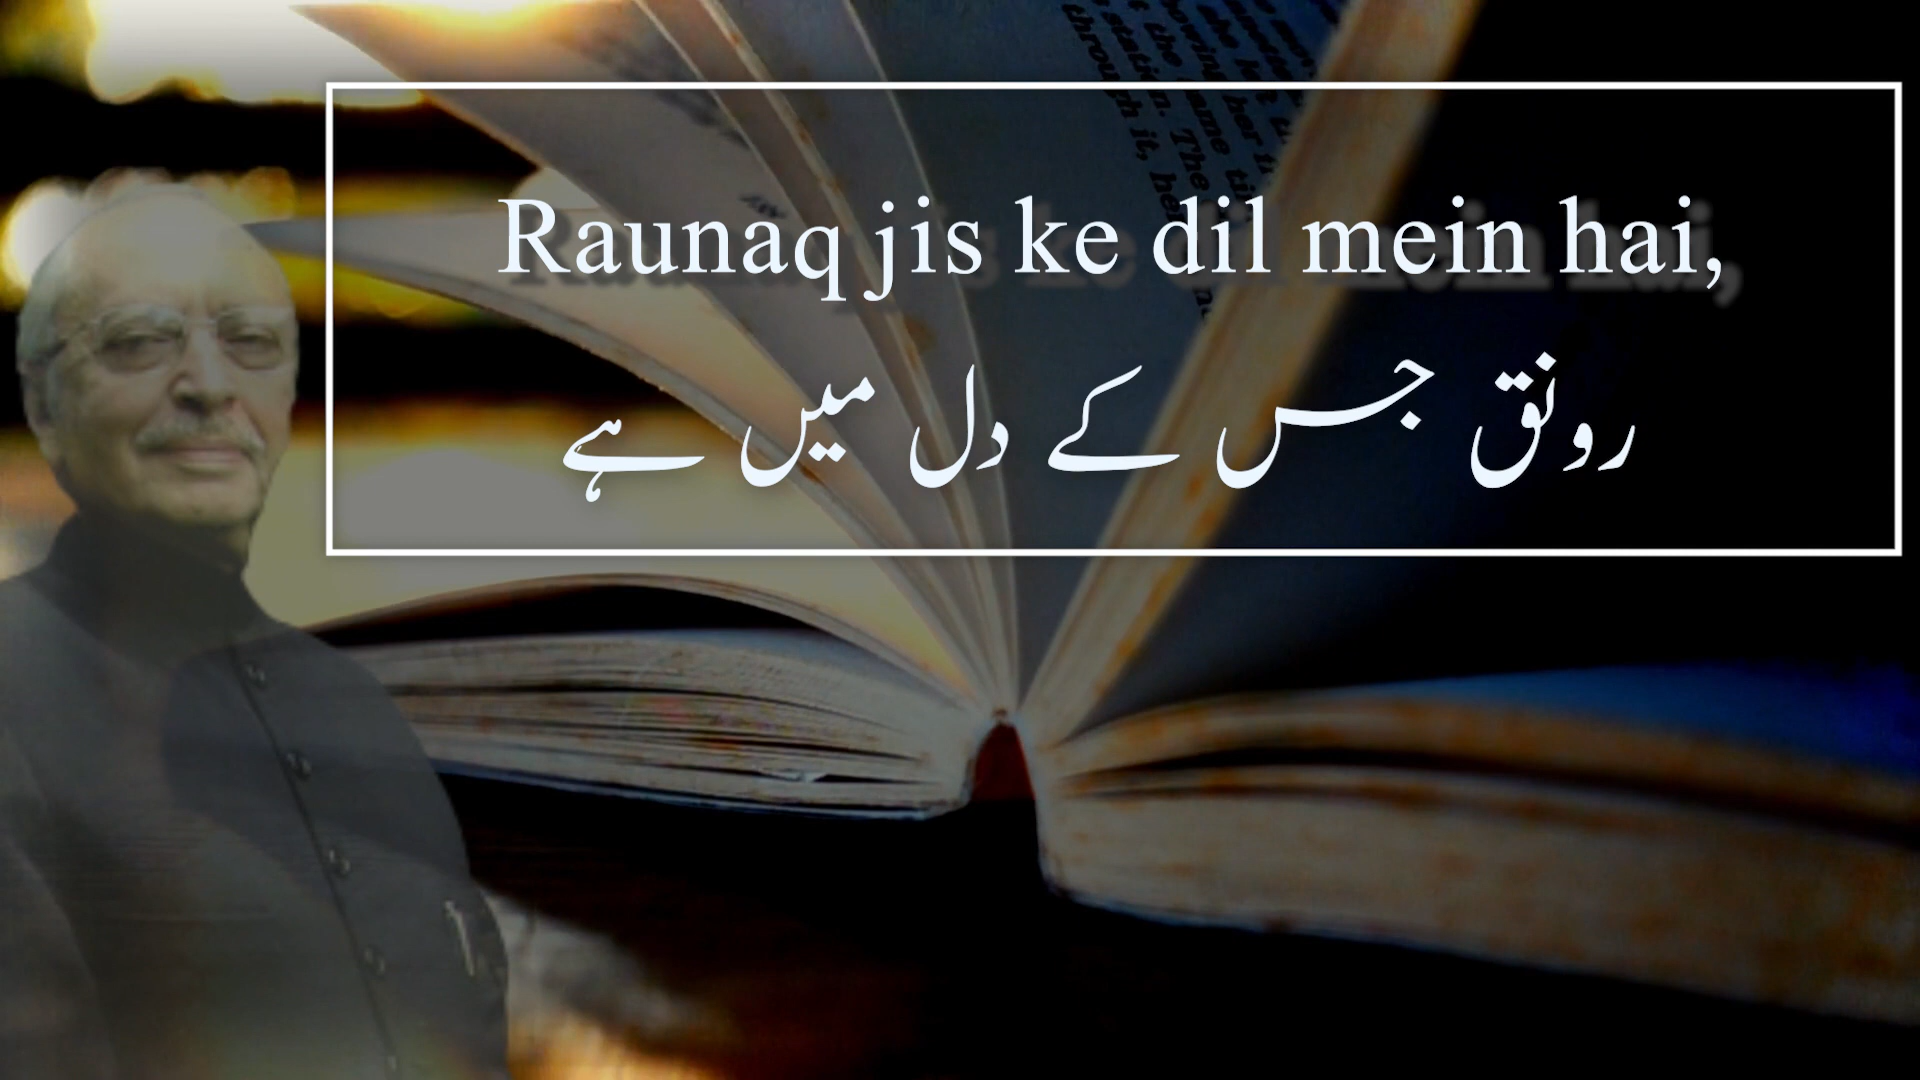 Raunaq jis ke dil mein hai,
رونق جس کے دل میں ہے